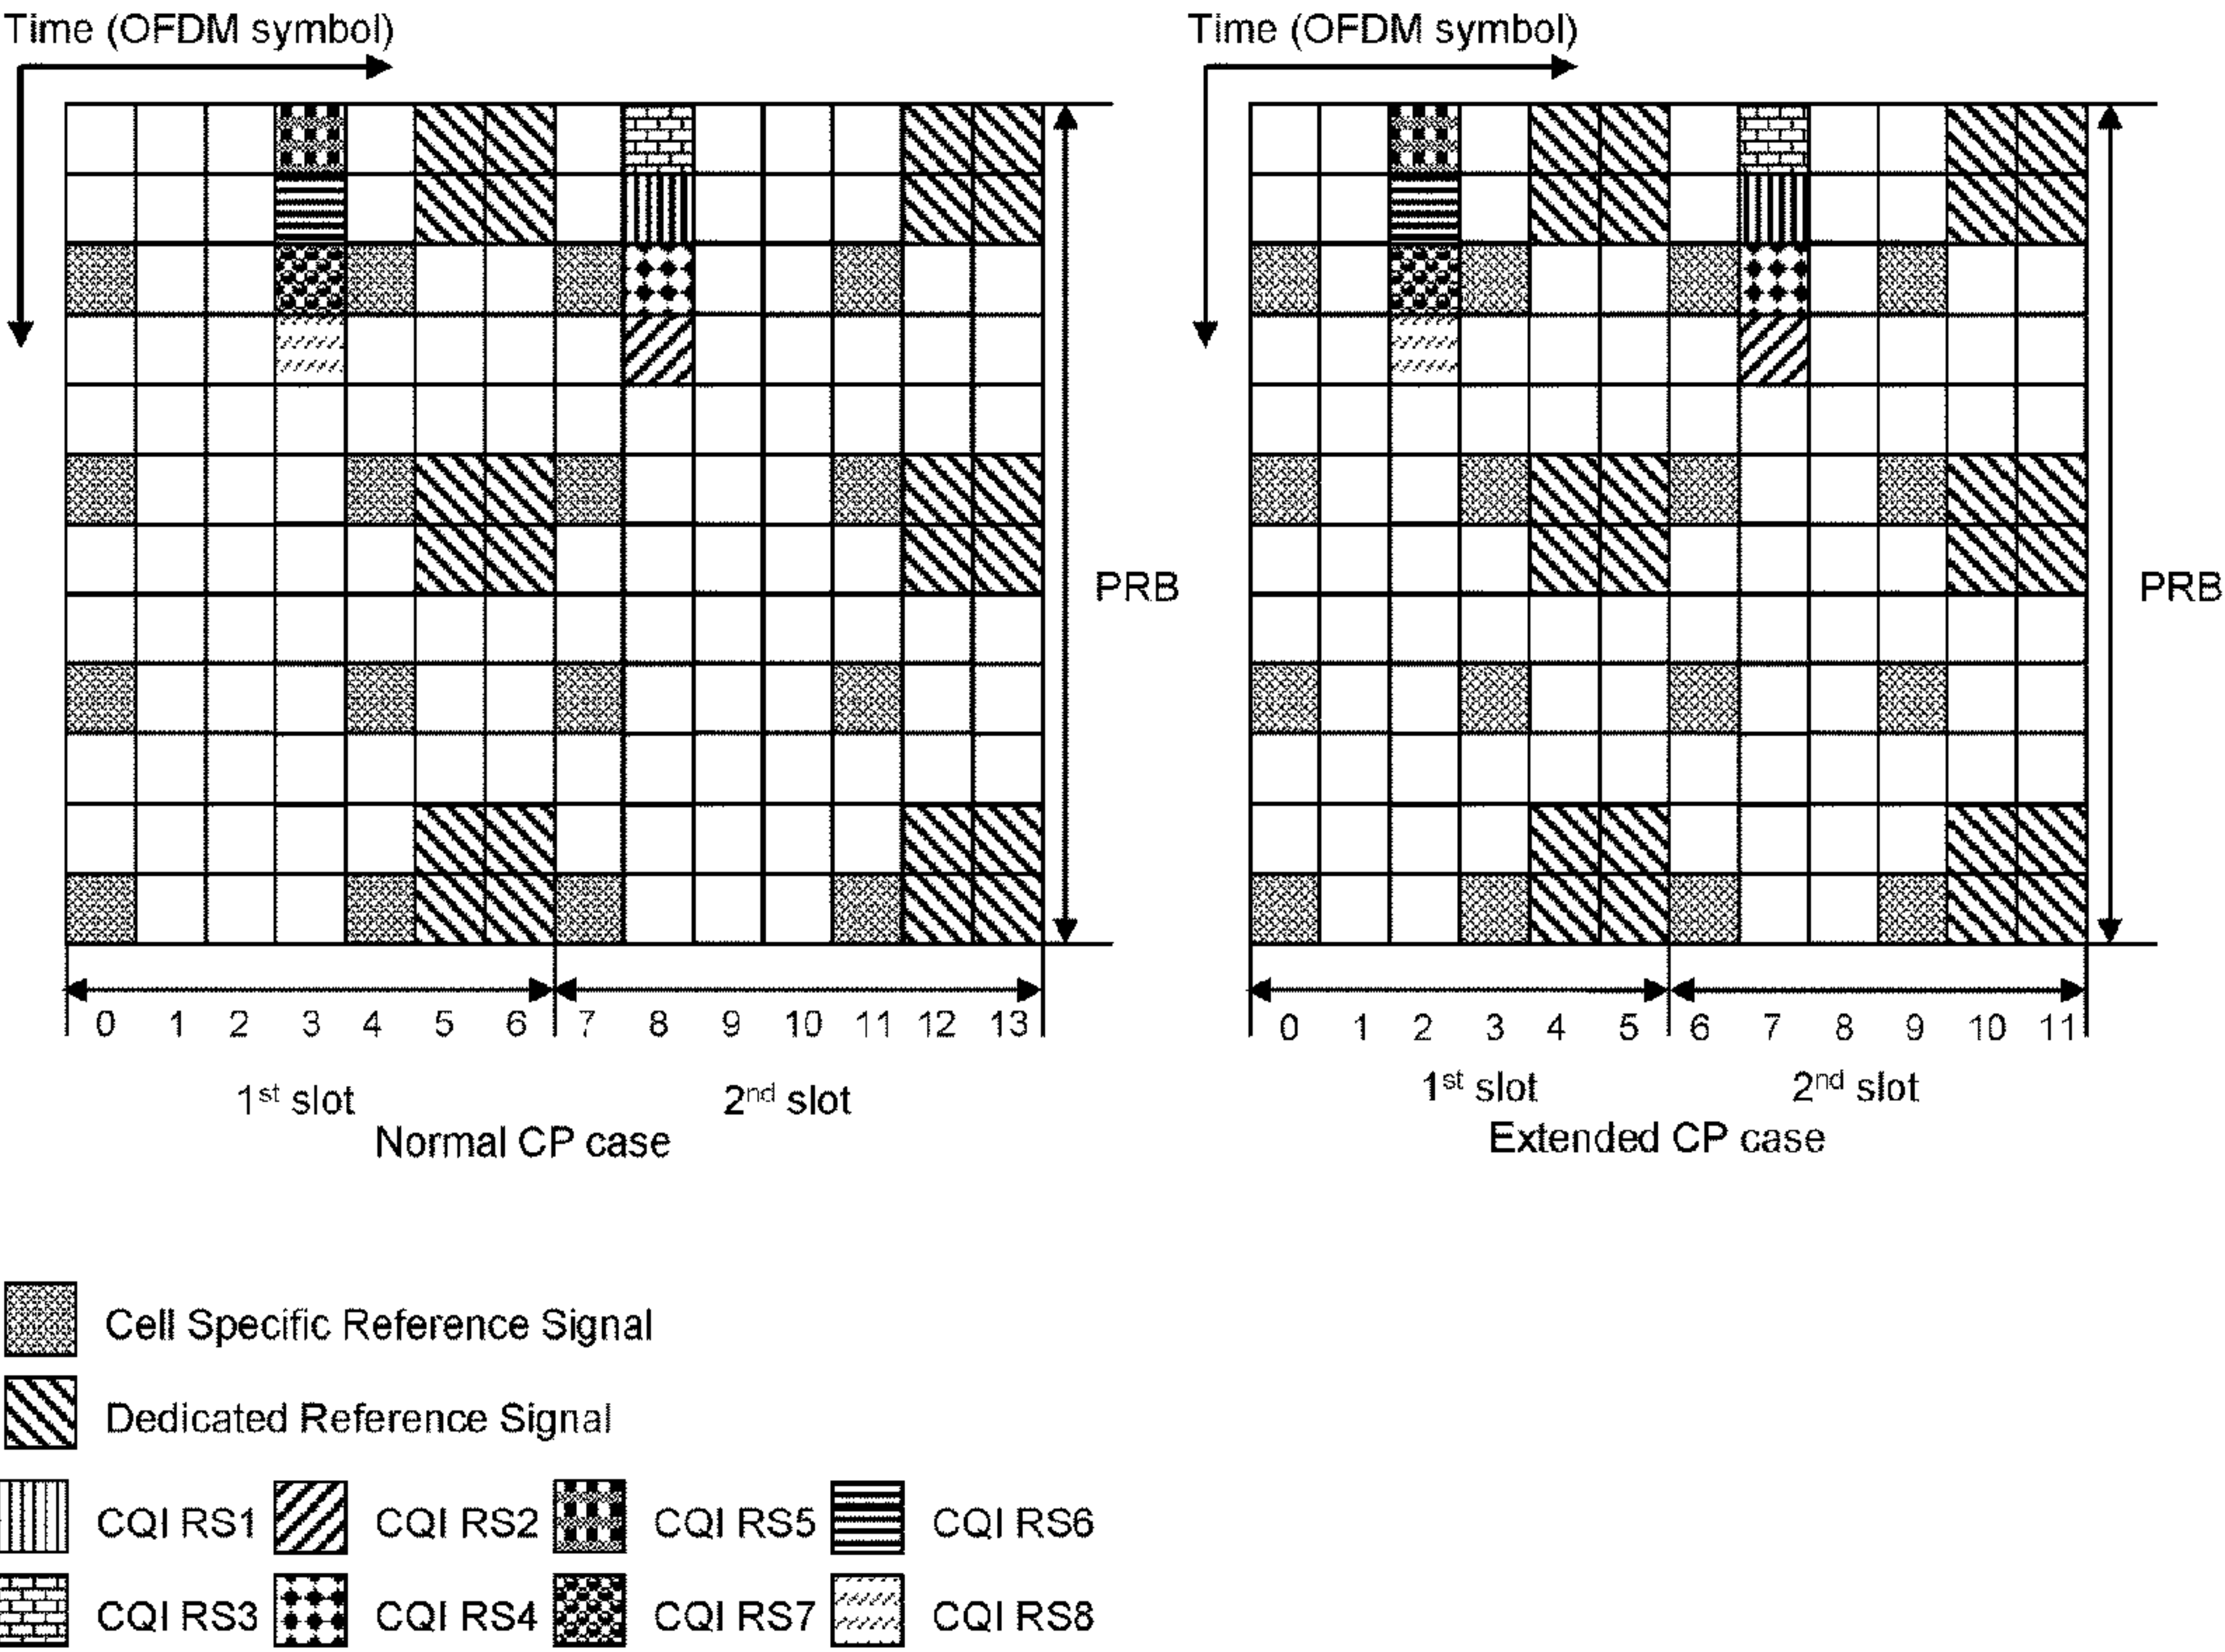 Time (OFDM symbol) Time (OFDM symbol)
PRB PRB
0 1 2 3 4 5 6 7 8 9 10 11 12 13 0 1 2 3 4 5 6 7 8 9 10 11
1st slot 2nd slot 1st slot 2nd slot
Normal CP case Extended CP case
Cell Specific Reference Signal
Dedicated Reference Signal
CQI RS1 CQI RS2 CQI RS5 CQI RS6
CQI RS3 CQI RS4 CQI RS7 CQI RS8